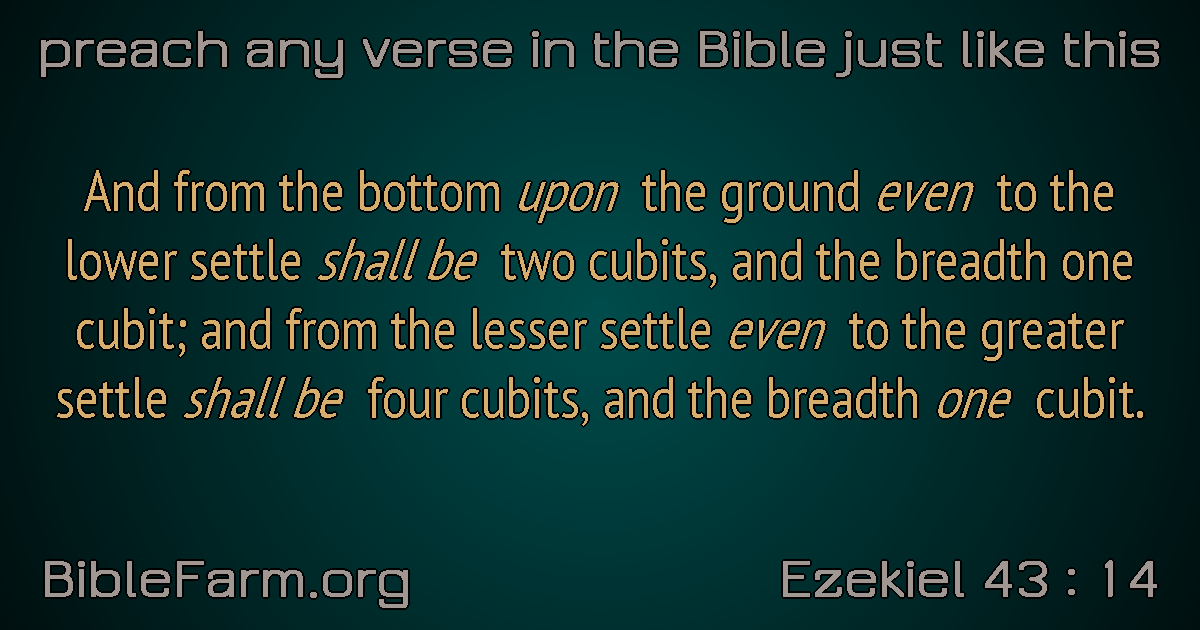 preach any verse in the Bible just like this
And from the bottom upon the ground even to the
lower settle shall be two cubits, and the breadth one
cubit; and from the lesser settle even to the greater
settle shall be four cubits, and the breadth one cubit.
BibleFarm.org
Ezekiel 43 : 14